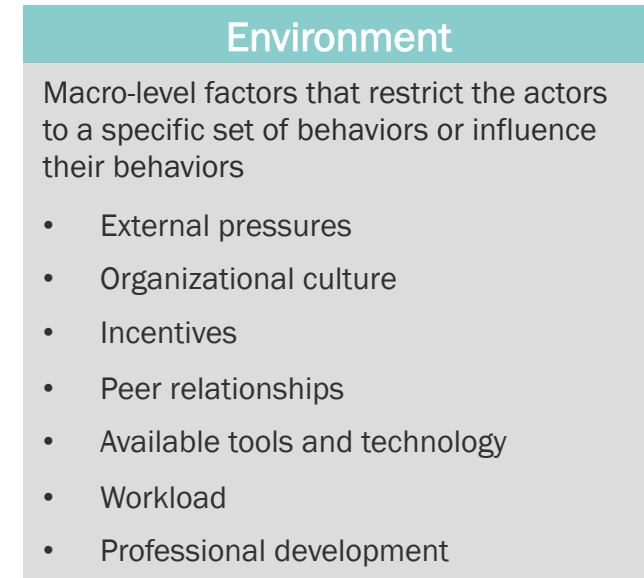 Environment
Macro-level factors that restrict the actors
to a specific set of behaviors or influence
their behaviors
• External pressures
• Organizational culture
• Incentives
• Peer relationships
• Available tools and technology
• Workload
• Professional development